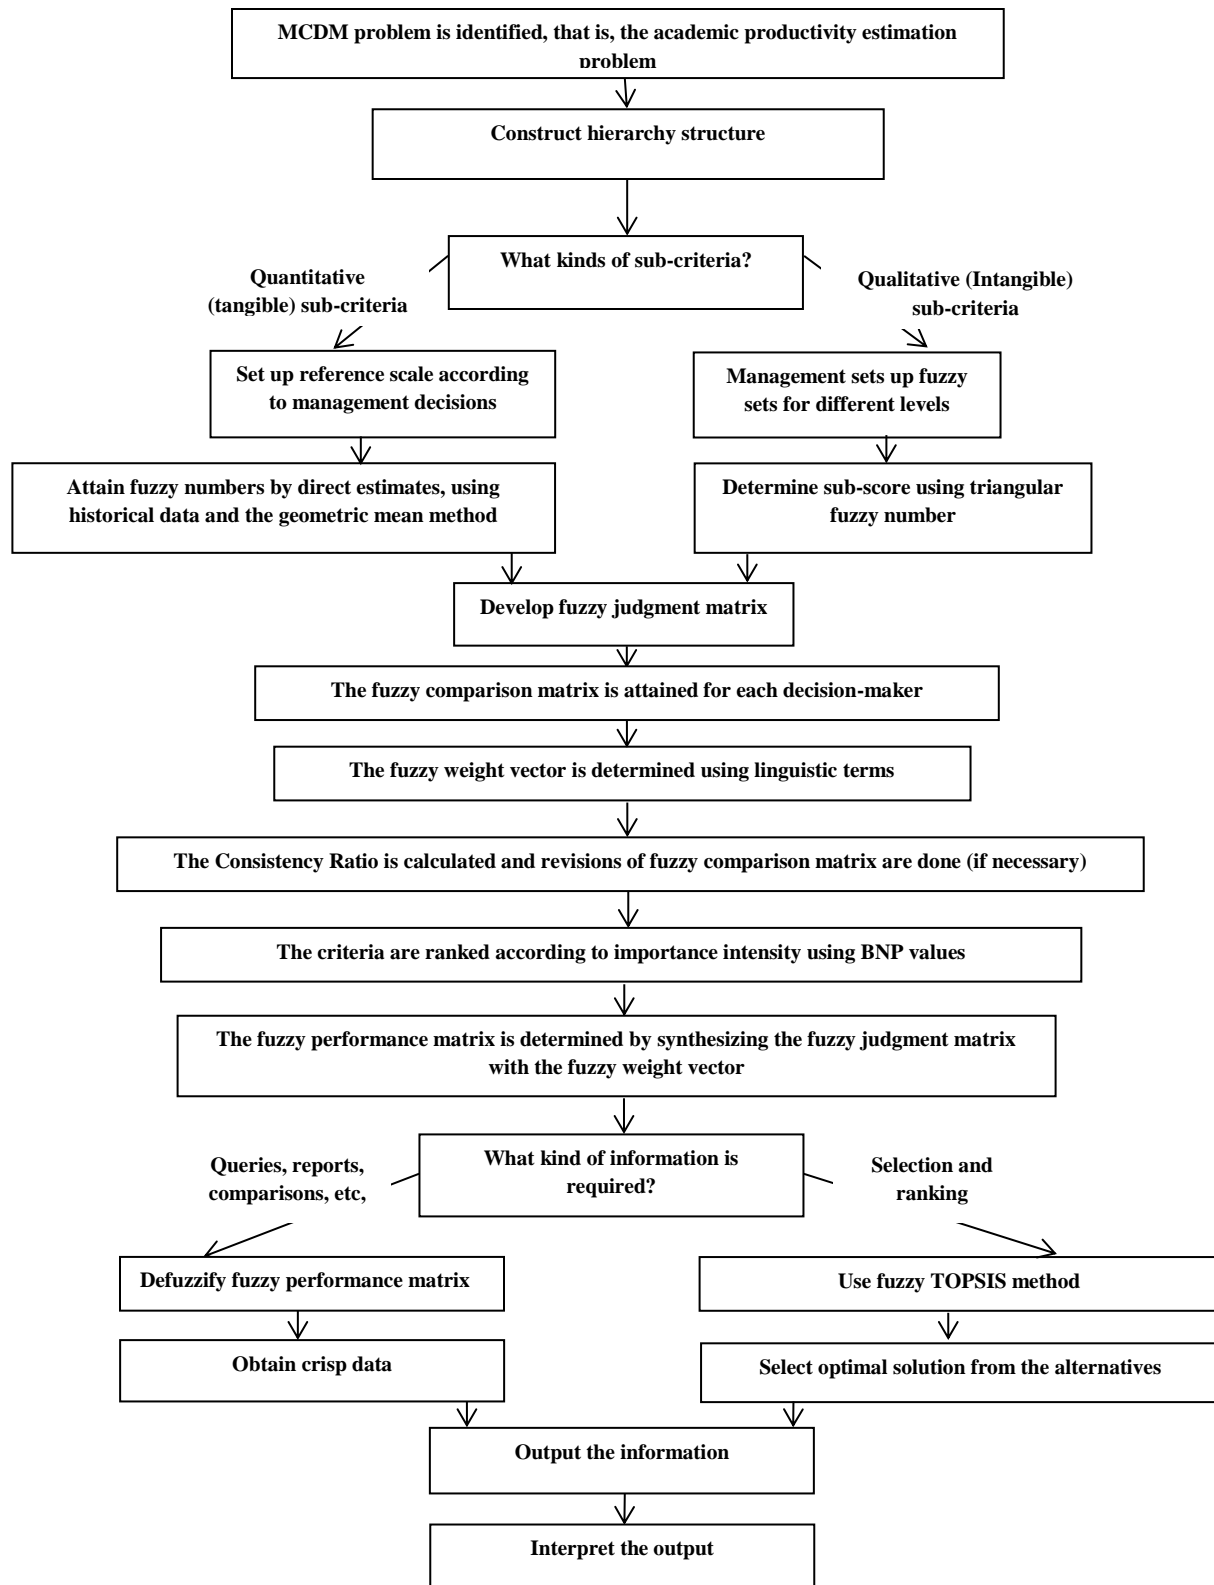 MCDM problem is identified, that is, the academic productivity estimation
problem
Construct hierarchy structure
What kinds of sub-criteria?
Quantitative
(tangible) sub-criteria
Qualitative (Intangible)
sub-criteria
Set up reference scale according
to management decisions
Management sets up fuzzy
sets for different levels
Attain fuzzy numbers by direct estimates, using
historical data and the geometric mean method
Determine sub-score using triangular
fuzzy number
Develop fuzzy judgment matrix
The fuzzy comparison matrix is attained for each decision-maker
The fuzzy weight vector is determined using linguistic terms
The Consistency Ratio is calculated and revisions of fuzzy comparison matrix are done (if necessary)
The criteria are ranked according to importance intensity using BNP values
The fuzzy performance matrix is determined by synthesizing the fuzzy judgment matrix
with the fuzzy weight vector
What kind of information is
required?
Queries, reports,
comparisons, etc,
Selection and
ranking
Defuzzify fuzzy performance matrix
Use fuzzy TOPSIS method
Obtain crisp data
Select optimal solution from the alternatives
Output the information
Interpret the output